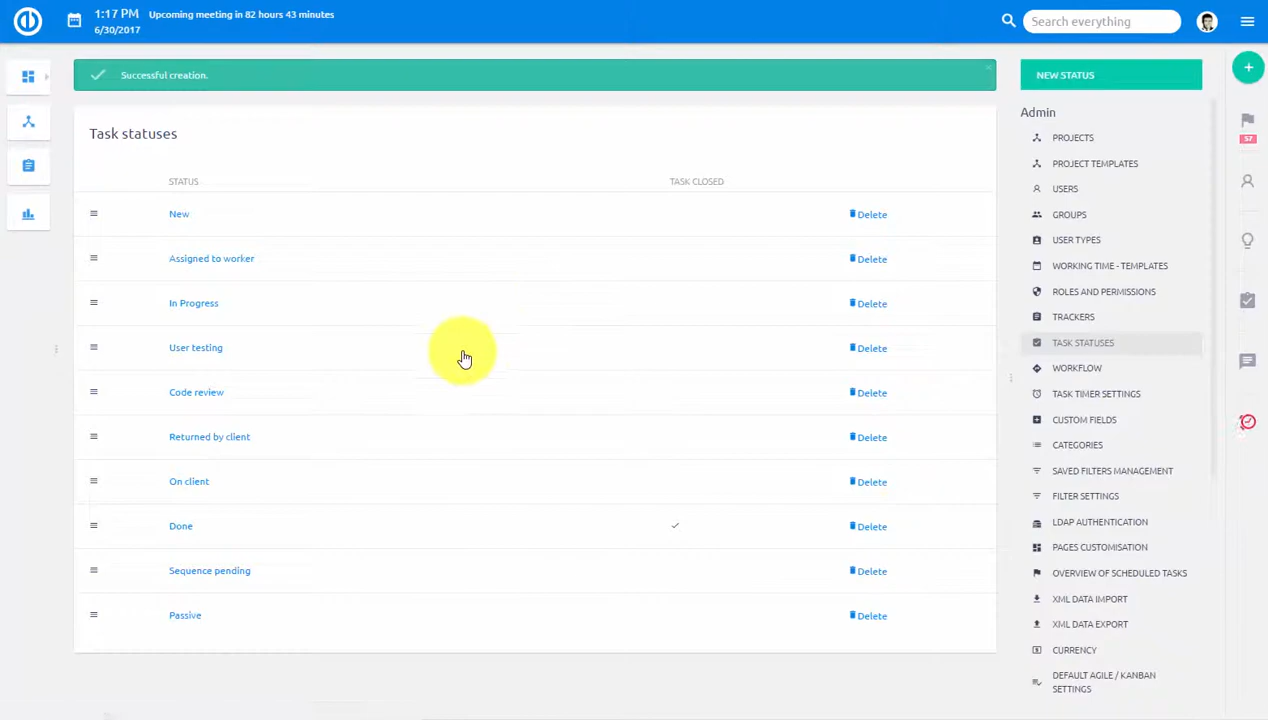 1:17 PM Upcoming meeting in 82 hours 43 minutes
6/30/2017
Search everything
Successful creation.
NEW STATUS
Task statuses
STATUS TASK CLOSED
New Delete
Assigned to worker Delete
In Progress Delete
User testing Delete
Code review Delete
Returned by client Delete
On client Delete
Done Delete
Sequence pending Delete
Passive Delete
Admin
PROJECTS
PROJECT TEMPLATES
USERS
GROUPS
USER TYPES
WORKING TIME - TEMPLATES
ROLES AND PERMISSIONS
TRACKERS
TASK STATUSES
WORKFLOW
TASK TIMER SETTINGS
CUSTOM FIELDS
CATEGORIES
SAVED FILTERS MANAGEMENT
FILTER SETTINGS
LDAP AUTHENTICATION
PAGES CUSTOMISATION
OVERVIEW OF SCHEDULED TASKS
XML DATA IMPORT
XML DATA EXPORT
CURRENCY
DEFAULT AGILE / KANBAN
SETTINGS
57